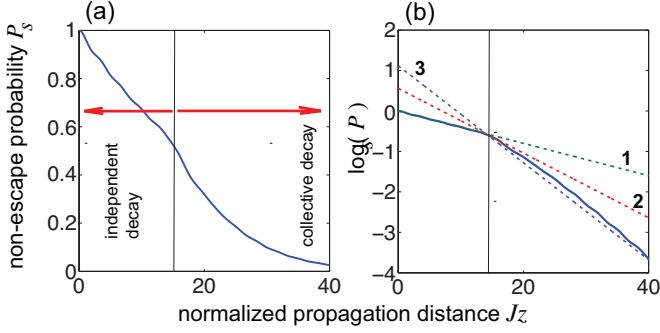 (a)
non-escape probability Ps
1
0.8
0.6
0.4
0.2
0
independent
decay
collective decay
0
20
40
(b)
log(Ps)
2
1
0
−1
−2
−3
−4
3
1
2
0
20
40
normalized propagation distance Jz